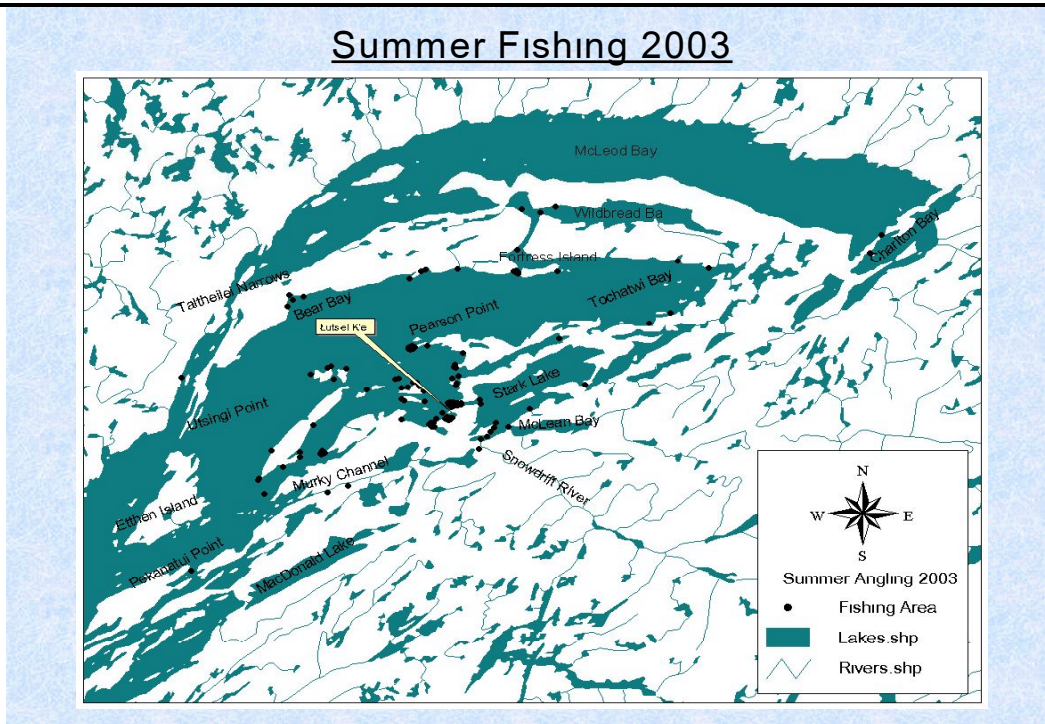 Summer Fishing 2003
McLeod Bay
Wildbread Ba
Charlton Bay
Fortress Island
Taltheilei Narrows
Bear Bay
Tochatwi Bay
Pearson Point
Łutsel K'e
Stark Lake
Utsingi Point
McLean Bay
Murky Channel
Snowdrift River
Etthen Island
Pekanatui Point
MacDonald Lake
N
W
E
S
Summer Angling 2003
Fishing Area
Lakes.shp
Rivers.shp